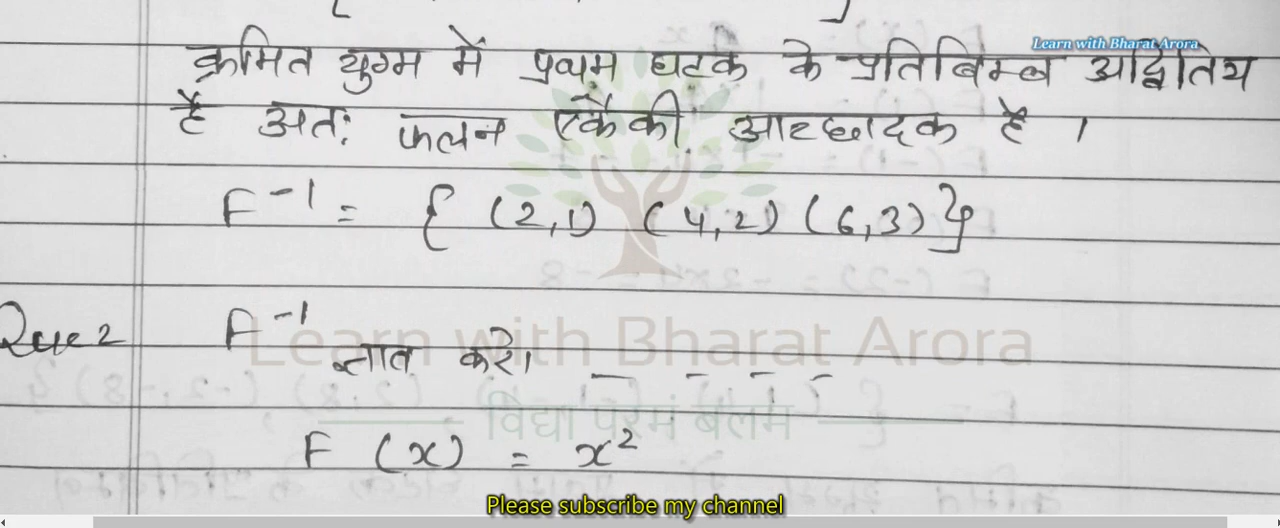 Learn with Bharat Arora
क्रमित युग्म में प्रथम घटक के प्रतिबिम्ब अद्वितिय
है अतः फलन एकैकी आच्छादक है ।
F⁻¹ = { (2,1) (4,2) (6,3) }
Que 2 F⁻¹
ज्ञात करे। _ - - -
Learn with Bharat Arora
विद्या परमं बलम
F (x) = x²
Please subscribe my channel